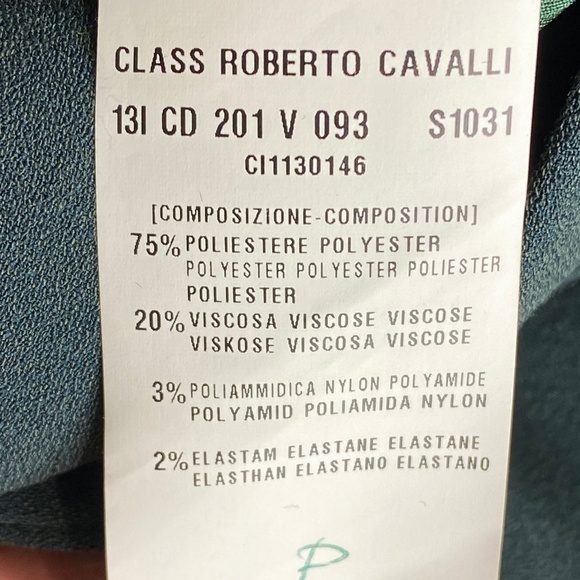 CLASS ROBERTO CAVALLI
13I CD 201 V 093 S1031
CI1130146
[COMPOSIZIONE-COMPOSITION]
75% POLIESTERE POLYESTER
POLYESTER POLYESTER POLIESTER
POLIESTER
20% VISCOSA VISCOSE VISCOSE
VISKOSE VISCOSA VISCOSE
3% POLIAMMIDICA NYLON POLYAMIDE
POLYAMID POLIAMIDA NYLON
2% ELASTAM ELASTANE ELASTANE
ELASTHAN ELASTANO ELASTANO
P